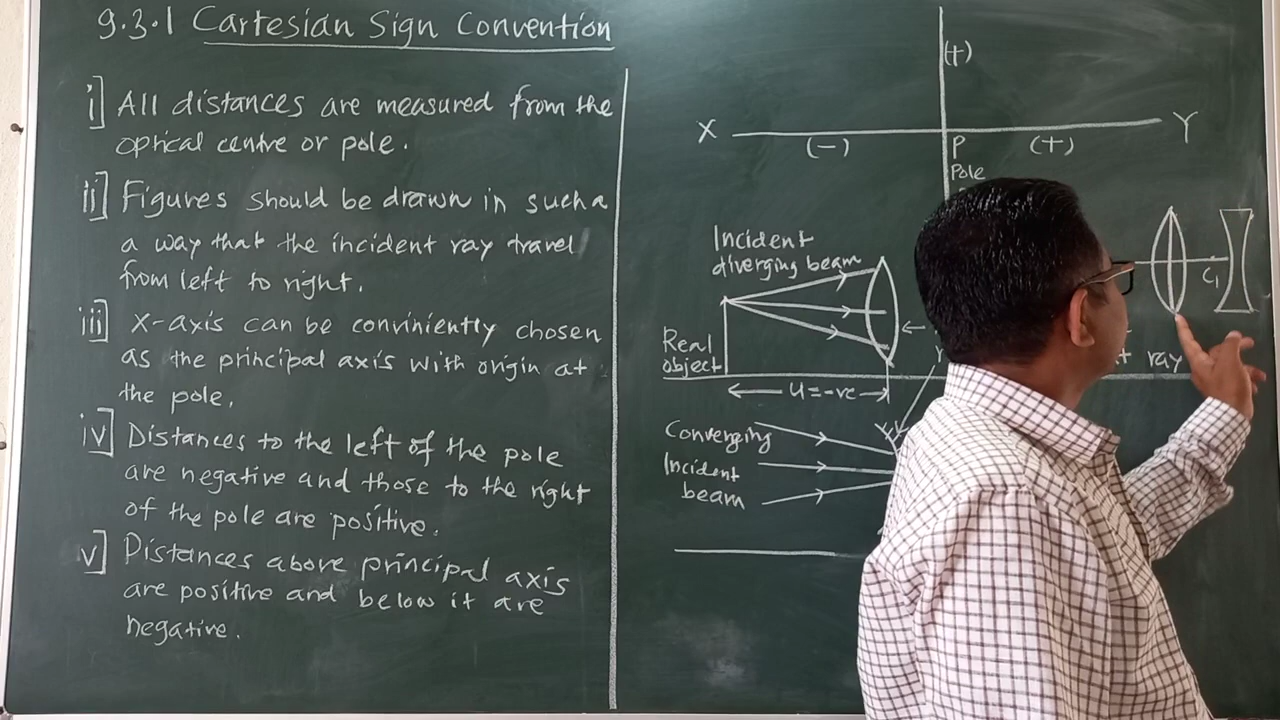 9.3.1 Cartesian Sign Convention
i] All distances are measured from the
optical centre or pole.
ii] Figures should be drawn in such a
a way that the incident ray travel
from left to right.
iii] X-axis can be conviniently chosen
as the principal axis with origin at
the pole.
iv] Distances to the left of the pole
are negative and those to the right
of the pole are positive.
v] Distances above principal axis
are positive and below it are
negative.
(+)
X
Y
(-)
P
(+)
Pole
Incident
diverging beam
C1
Real
object
ray
u=-ve
Converging
Incident
beam